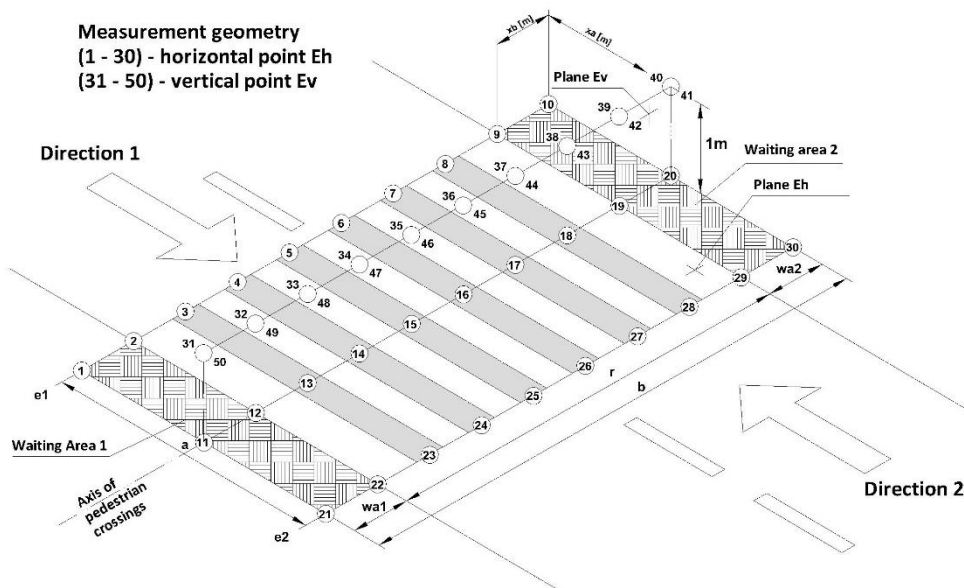 Measurement geometry
(1 - 30) - horizontal point Eh
(31 - 50) - vertical point Ev
xb [m]
xa [m]
Plane Ev
40
41
39
42
10
1m
38
43
9
Direction 1
Waiting area 2
37
44
8
20
Plane Eh
36
45
7
19
35
46
6
18
30
34
47
5
17
29
wa2
33
48
4
16
28
32
49
3
15
27
31
50
2
14
26
r
b
1
13
25
e1
12
24
Waiting Area 1
a
11
23
Axis of
pedestrian
crossings
22
wa1
21
e2
Direction 2